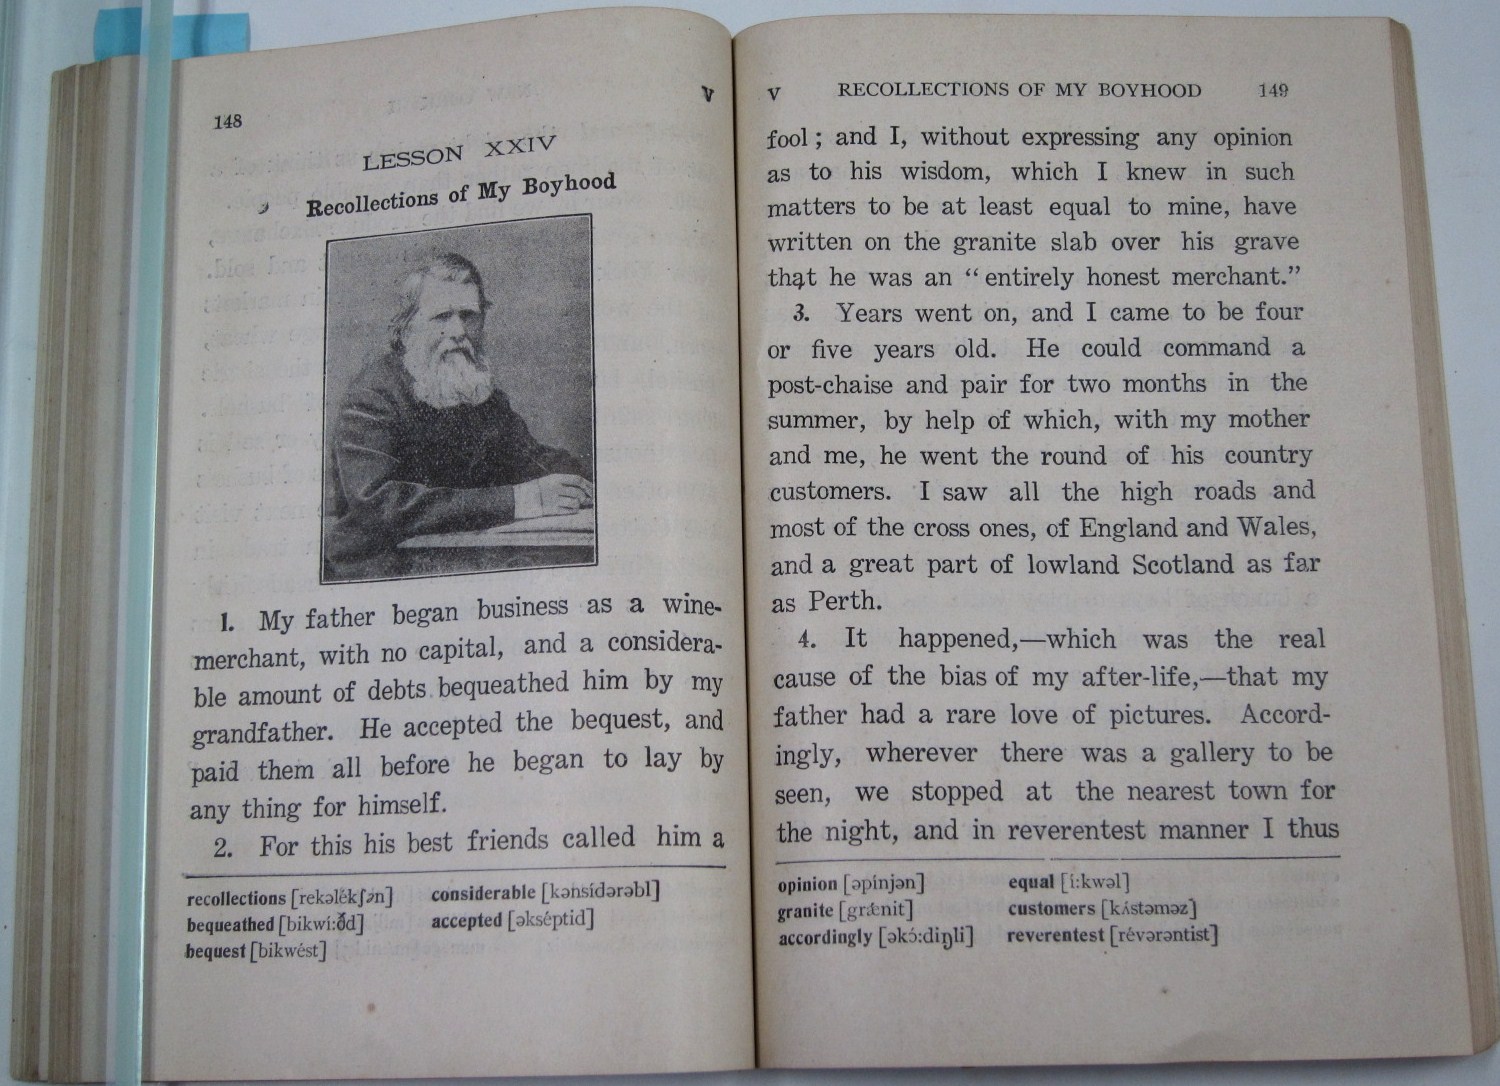 148
V
LESSON XXIV
Recollections of My Boyhood
1. My father began business as a wine-
merchant, with no capital, and a considera-
ble amount of debts bequeathed him by my
grandfather. He accepted the bequest, and
paid them all before he began to lay by
any thing for himself.
2. For this his best friends called him a
recollections [rekəlékʃən] considerable [kənsídərəbl]
bequeathed [bikwí:ðd] accepted [əkséptid]
bequest [bikwést]
V RECOLLECTIONS OF MY BOYHOOD 149
fool; and I, without expressing any opinion
as to his wisdom, which I knew in such
matters to be at least equal to mine, have
written on the granite slab over his grave
that he was an “entirely honest merchant.”
3. Years went on, and I came to be four
or five years old. He could command a
post-chaise and pair for two months in the
summer, by help of which, with my mother
and me, he went the round of his country
customers. I saw all the high roads and
most of the cross ones, of England and Wales,
and a great part of lowland Scotland as far
as Perth.
4. It happened,—which was the real
cause of the bias of my after-life,—that my
father had a rare love of pictures. Accord-
ingly, wherever there was a gallery to be
seen, we stopped at the nearest town for
the night, and in reverentest manner I thus
opinion [əpínjən] equal [í:kwəl]
granite [grǽnit] customers [kʌ́stəməz]
accordingly [əkɔ́:diŋli] reverentest [révərəntist]